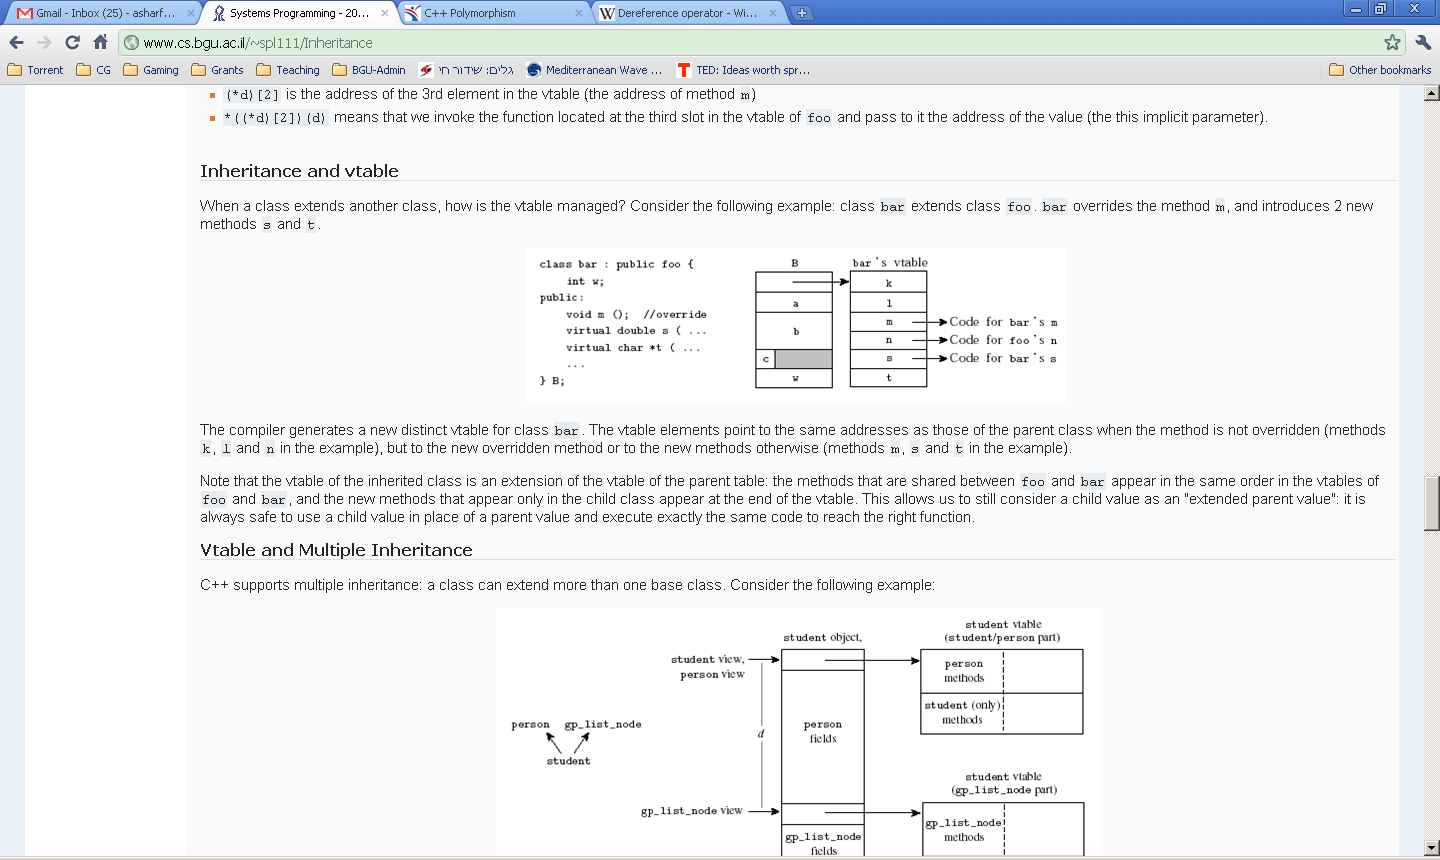 Gmail - Inbox (25) - asharf...
Systems Programming - 20...
C++ Polymorphism
Dereference operator - Wi...
www.cs.bgu.ac.il/~spl111/Inheritance
Torrent
CG
Gaming
Grants
Teaching
BGU-Admin
גלים: שידור חי
Mediterranean Wave ...
TED: Ideas worth spr...
Other bookmarks
(*d)[2] is the address of the 3rd element in the vtable (the address of method m)
*((*d)[2])(d) means that we invoke the function located at the third slot in the vtable of foo and pass to it the address of the value (the this implicit parameter).
Inheritance and vtable
When a class extends another class, how is the vtable managed? Consider the following example: class bar extends class foo. bar overrides the method m, and introduces 2 new
methods s and t.
class bar : public foo {
int w;
public:
void m (); //override
virtual double s ( ...
virtual char *t ( ...
...
} B;
B
a
b
c
w
bar's vtable
k
l
m
n
s
t
Code for bar's m
Code for foo's n
Code for bar's s
The compiler generates a new distinct vtable for class bar. The vtable elements point to the same addresses as those of the parent class when the method is not overridden (methods
k, l and n in the example), but to the new overridden method or to the new methods otherwise (methods m, s and t in the example).
Note that the vtable of the inherited class is an extension of the vtable of the parent table: the methods that are shared between foo and bar appear in the same order in the vtables of
foo and bar, and the new methods that appear only in the child class appear at the end of the vtable. This allows us to still consider a child value as an "extended parent value": it is
always safe to use a child value in place of a parent value and execute exactly the same code to reach the right function.
Vtable and Multiple Inheritance
C++ supports multiple inheritance: a class can extend more than one base class. Consider the following example:
person gp_list_node
student
student view,
person view
d
gp_list_node view
student object,
person
fields
gp_list_node
fields
student vtable
(student/person part)
person
methods
student (only)
methods
student vtable
(gp_list_node part)
gp_list_node
methods